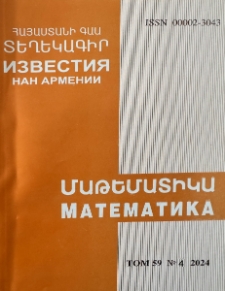 ISSN 00002-3043
ՀԱՅԱՍՏԱՆԻ ԳԱԱ
ՏԵՂԵԿԱԳԻՐ
ИЗВЕСТИЯ
НАН АРМЕНИИ
ՄԱԹԵՄԱՏԻԿԱ
МАТЕМАТИКА
ТОМ 59 № 4 2024